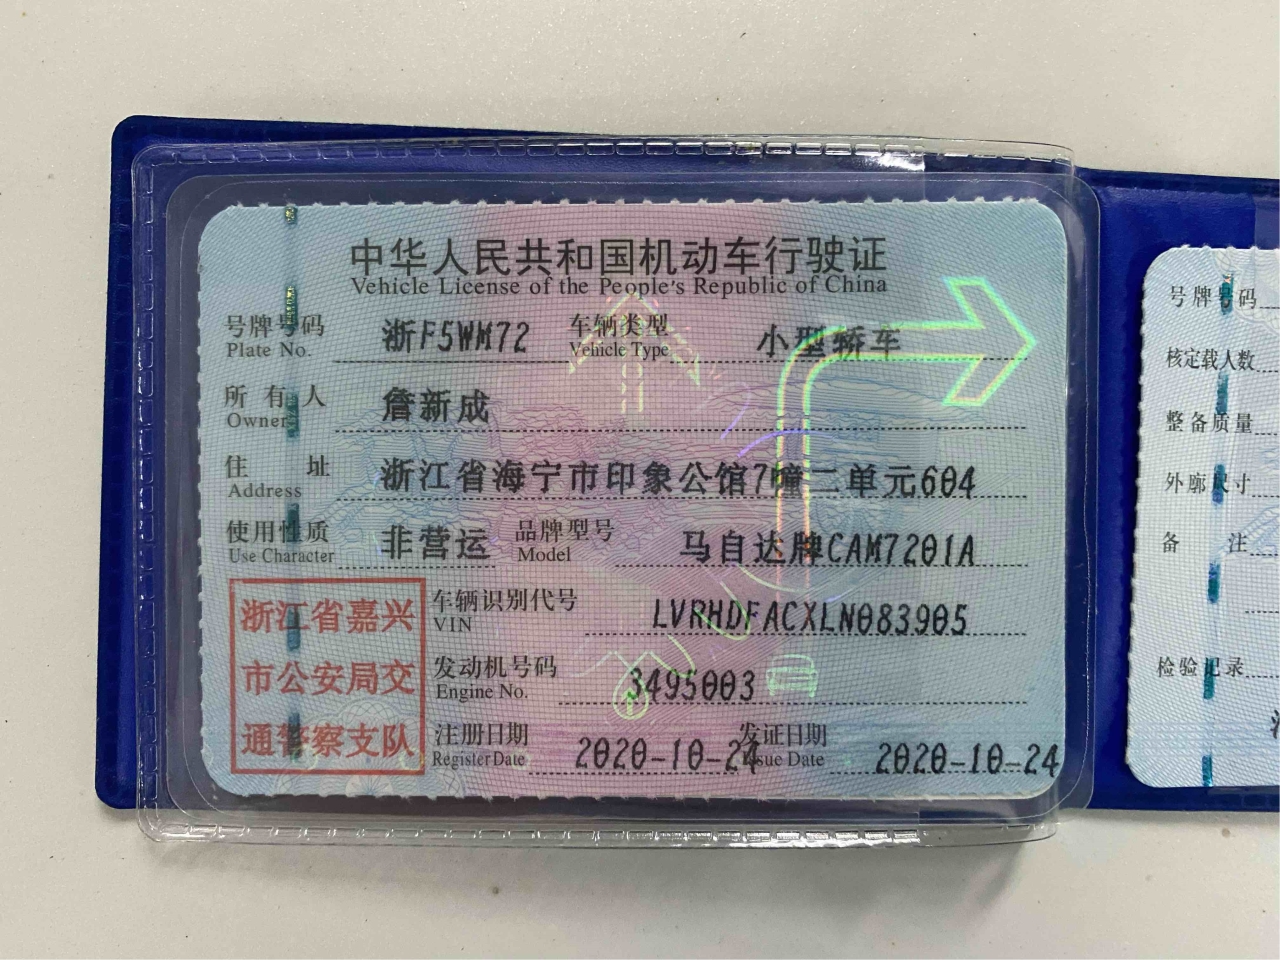 中华人民共和国机动车行驶证
Vehicle License of the People's Republic of China
号牌号码 浙F5WM72 车辆类型 小型轿车
Plate No. Vehicle Type
所有人 詹新成
Owner
住址 浙江省海宁市印象公馆7幢二单元604
Address
使用性质 非营运 品牌型号 马自达牌CAM7201A
Use Character Model
浙江省嘉兴
市公安局交
通警察支队
车辆识别代号 LVRHDFACXLN083905
VIN
发动机号码 3495003
Engine No.
注册日期 2020-10-24 发证日期 2020-10-24
Register Date Issue Date
号牌号码
核定载人数
整备质量
外廓尺寸
备注
检验记录